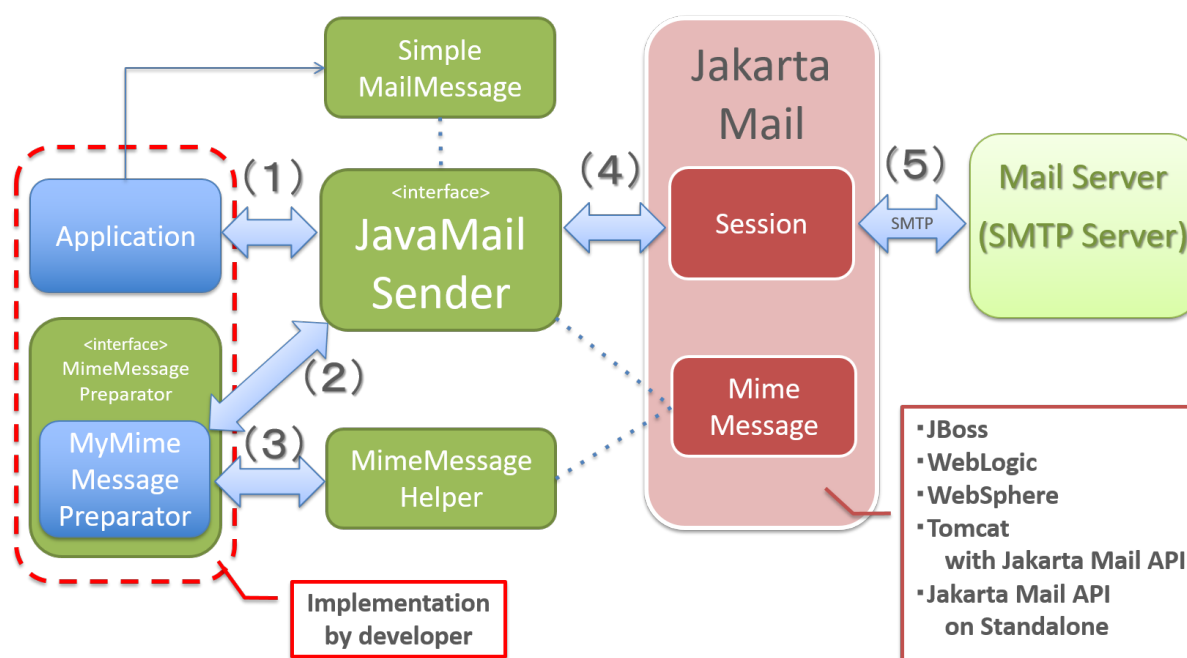 Simple
MailMessage
Jakarta
Mail
(1)
(4)
(5)
Application
<interface>
JavaMail
Sender
Session
SMTP
Mail Server
(SMTP Server)
<interface>
MimeMessage
Preparator
(2)
MyMime
Message
Preparator
(3)
MimeMessage
Helper
Mime
Message
Implementation
by developer
・JBoss
・WebLogic
・WebSphere
・Tomcat
with Jakarta Mail API
・Jakarta Mail API
on Standalone